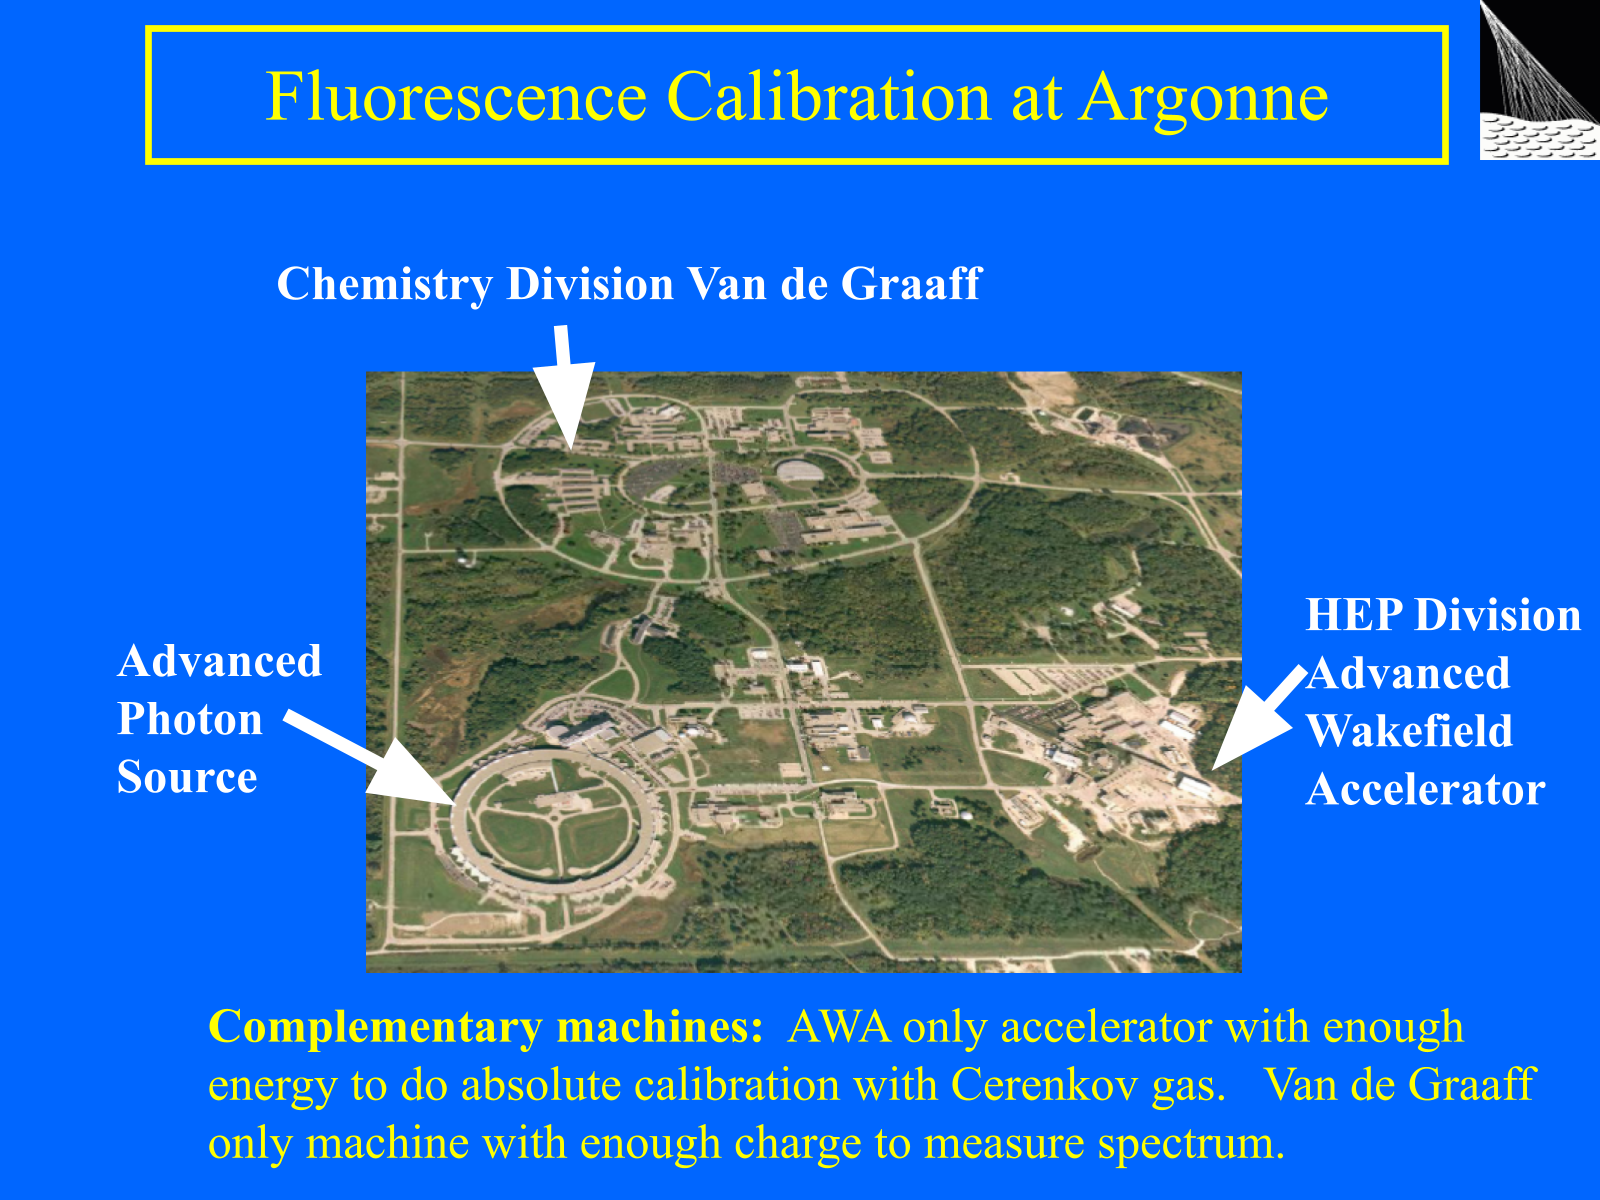 Fluorescence Calibration at Argonne
Chemistry Division Van de Graaff
Advanced
Photon
Source
HEP Division
Advanced
Wakefield
Accelerator
Complementary machines:  AWA only accelerator with enough
energy to do absolute calibration with Cerenkov gas.   Van de Graaff
only machine with enough charge to measure spectrum.